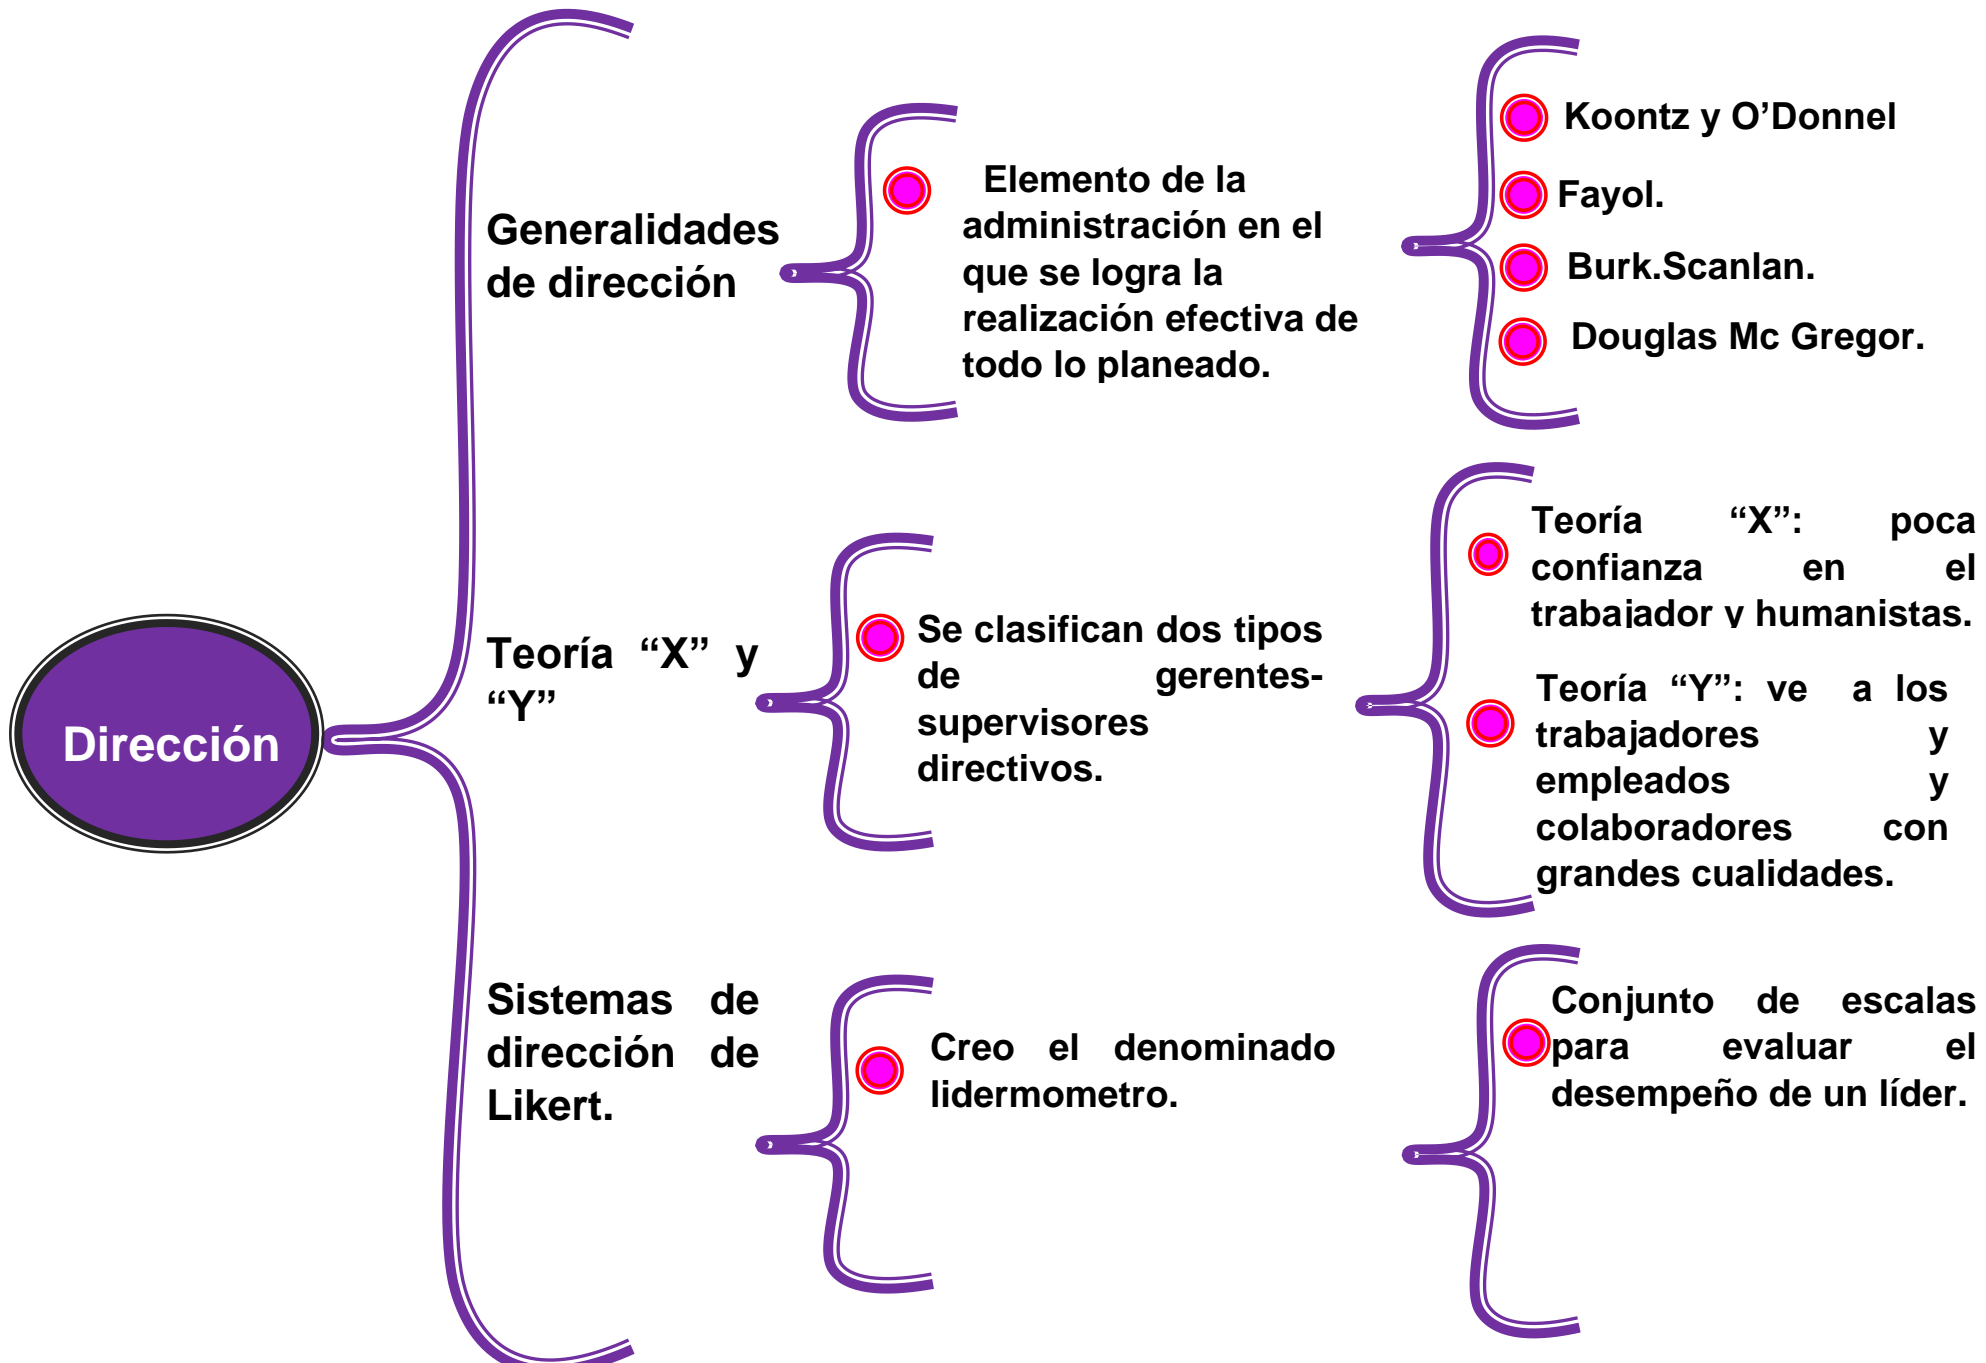 Dirección
Generalidades
de dirección
Elemento de la
administración en el
que se logra la
realización efectiva de
todo lo planeado.
Koontz y O’Donnel
Fayol.
Burk.Scanlan.
Douglas Mc Gregor.
Teoría “X” y
“Y”
Se clasifican dos tipos
de gerentes-
supervisores
directivos.
Teoría “X”: poca
confianza en el
trabajador y humanistas.
Teoría “Y”: ve a los
trabajadores y
empleados y
colaboradores con
grandes cualidades.
Sistemas de
dirección de
Likert.
Creo el denominado
lidermometro.
Conjunto de escalas
para evaluar el
desempeño de un líder.